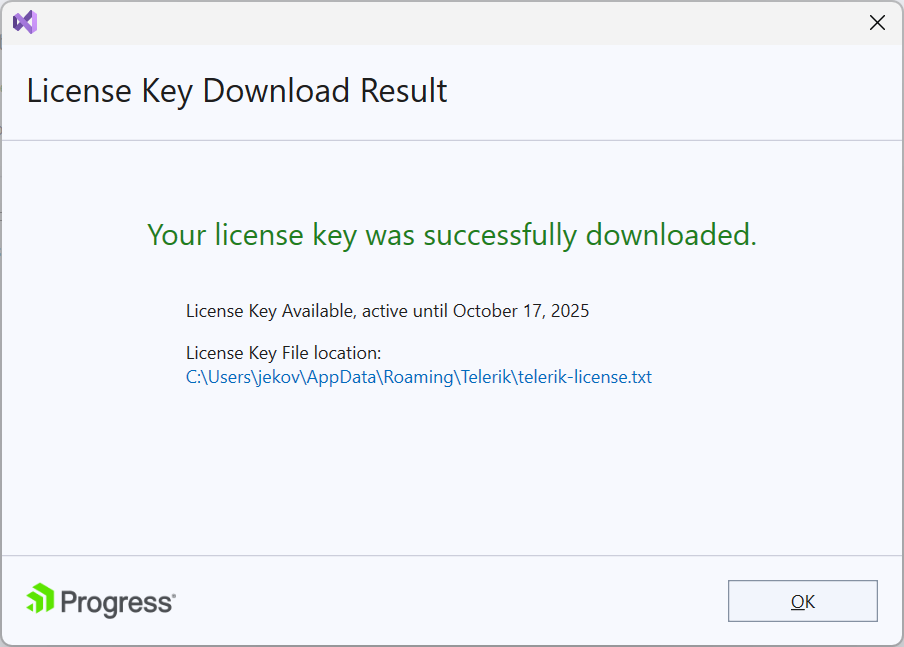 License Key Download Result
Your license key was successfully downloaded.
License Key Available, active until October 17, 2025
License Key File location:
C:\Users\jekov\AppData\Roaming\Telerik\telerik-license.txt
Progress
OK